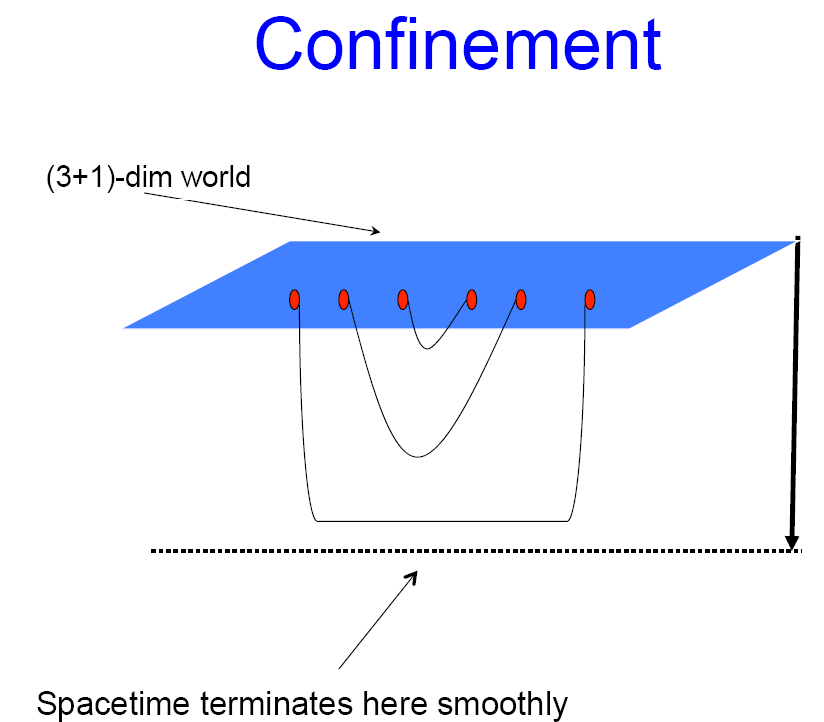 Confinement
(3+1)-dim world
Spacetime terminates here smoothly